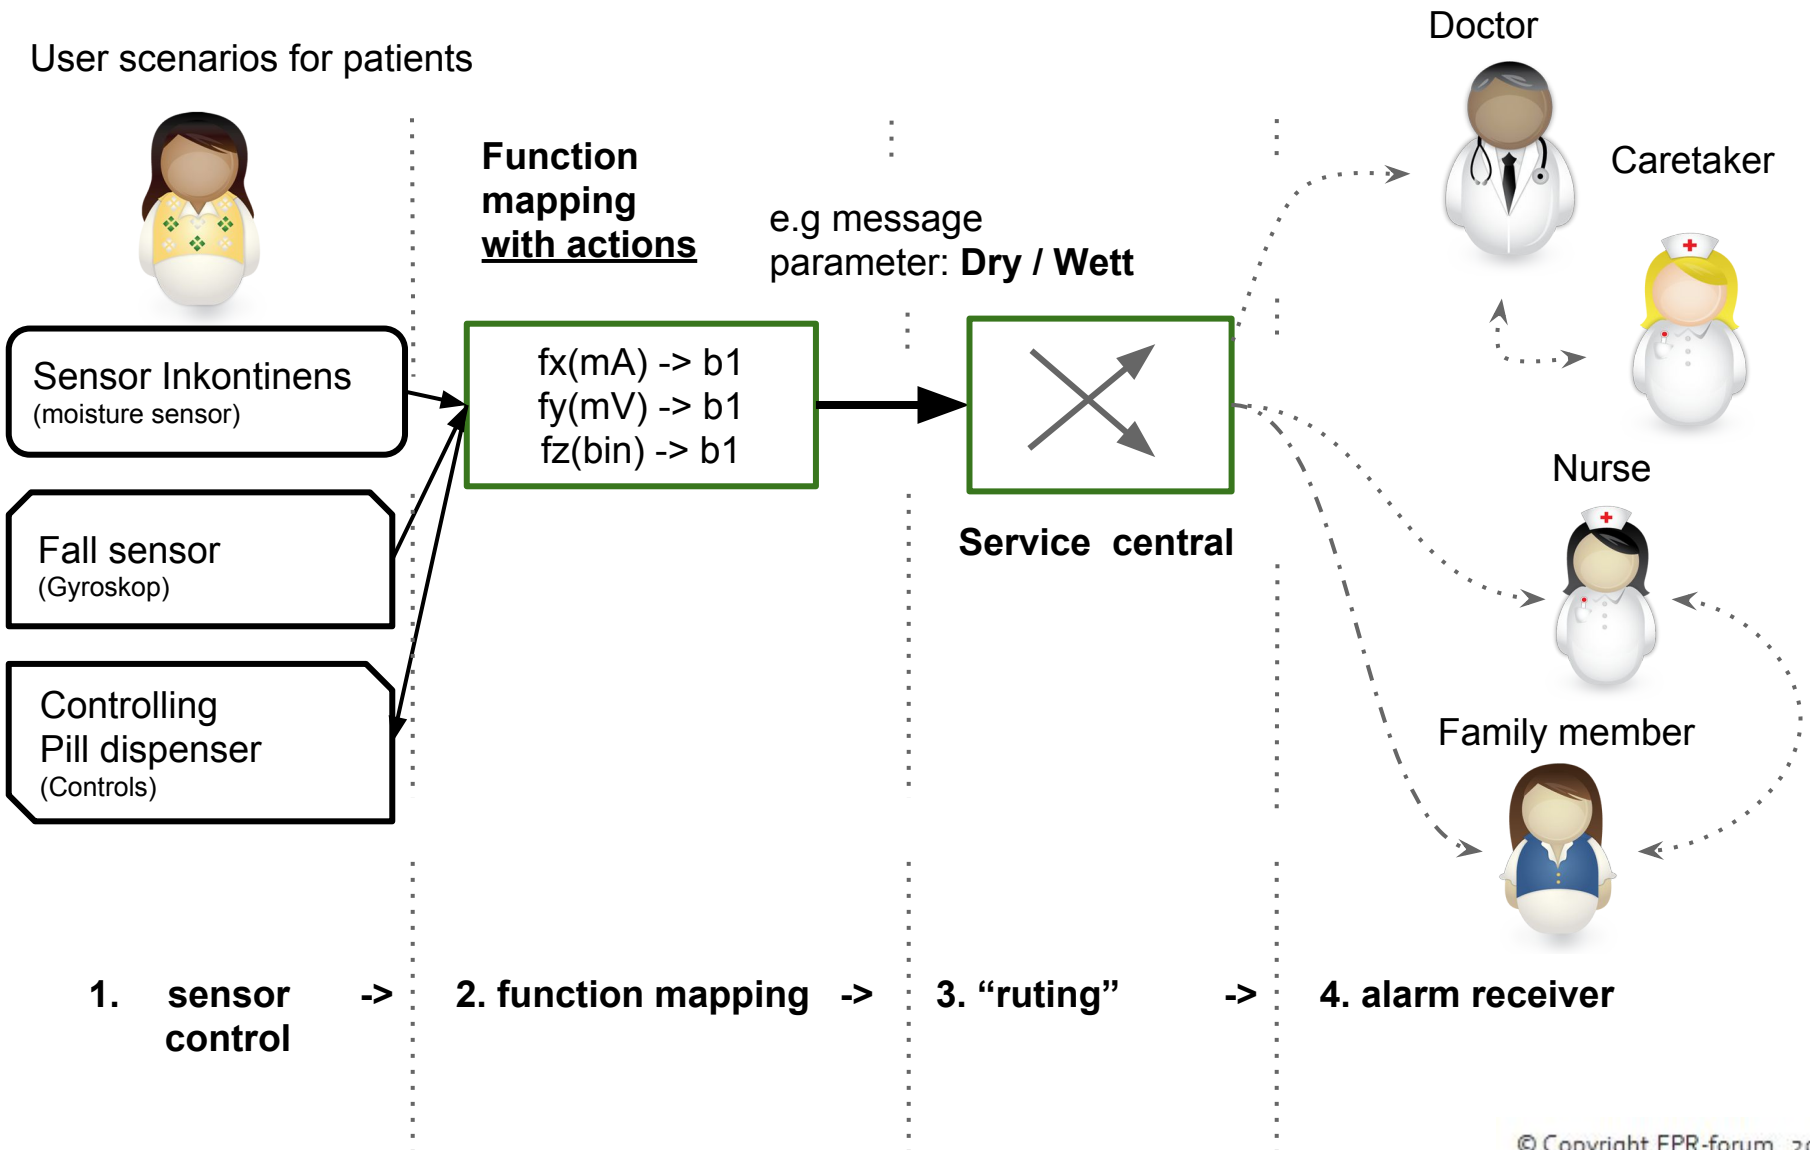 User scenarios for patients
Doctor
Caretaker
Function
mapping
with actions
e.g message
parameter: Dry / Wett
Sensor Inkontinens
(moisture sensor)
fx(mA) -> b1
fy(mV) -> b1
fz(bin) -> b1
Nurse
Service central
Fall sensor
(Gyroskop)
Controlling
Pill dispenser
(Controls)
Family member
1. sensor ->
control
2. function mapping ->
3. “ruting” ->
4. alarm receiver
© Copyright EPR-forum